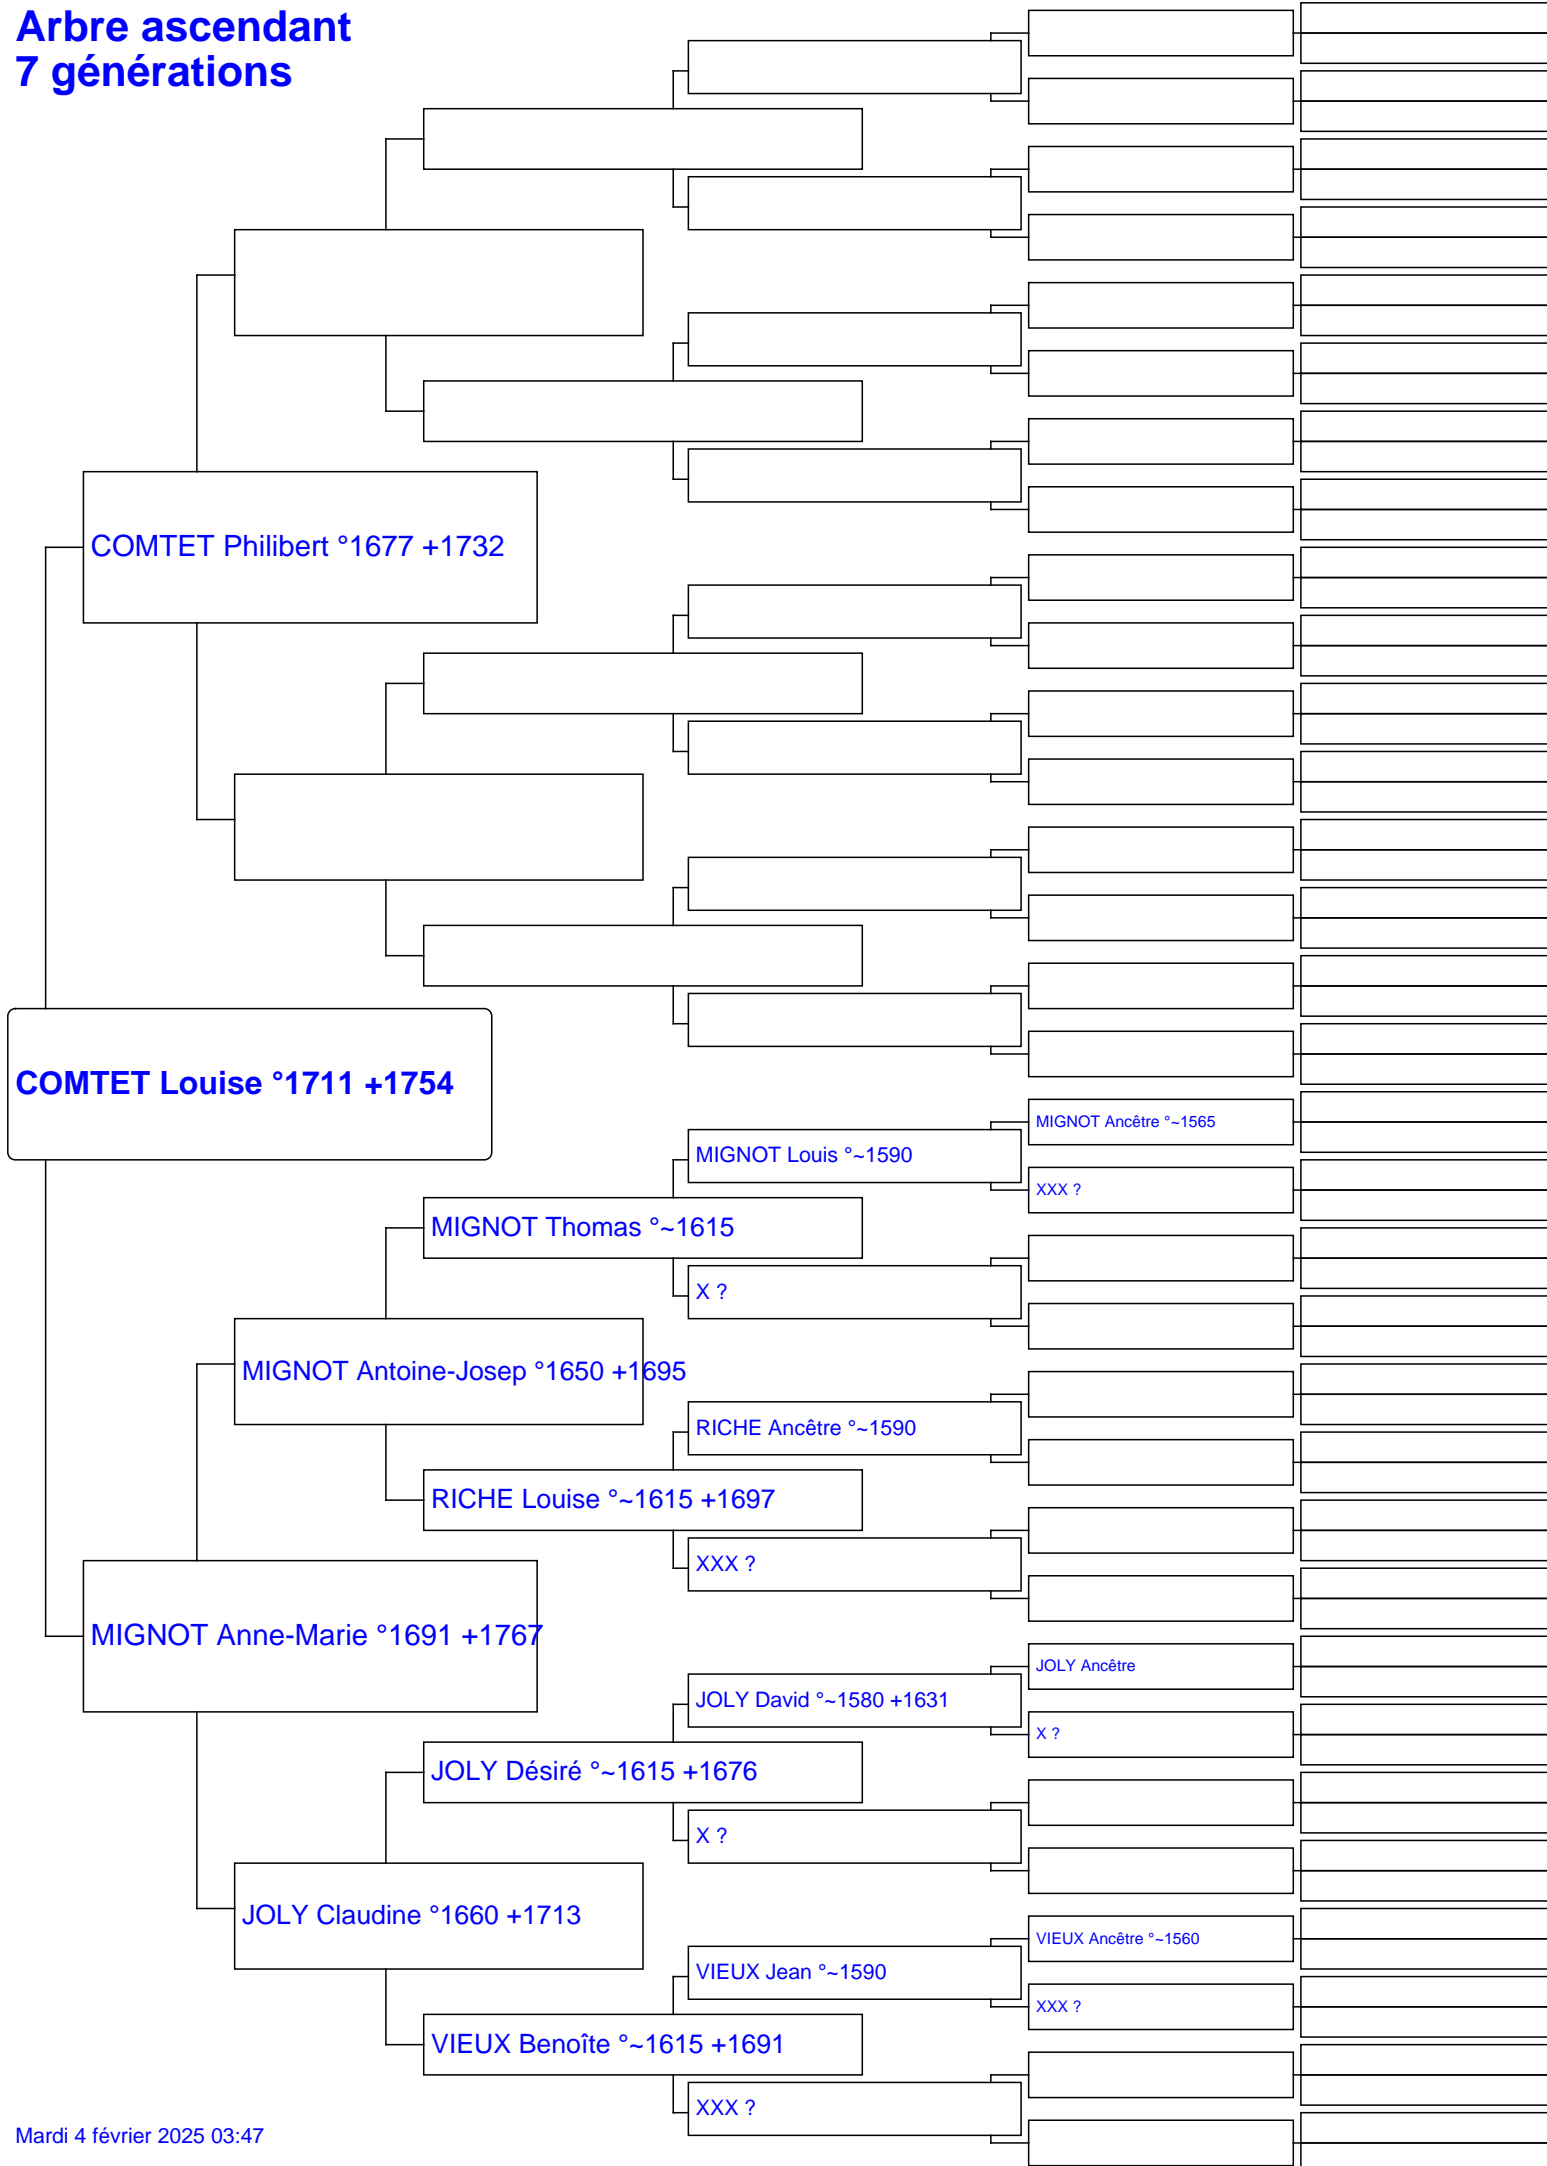 Arbre ascendant
7 générations
COMTET Philibert °1677 +1732
COMTET Louise °1711 +1754
MIGNOT Ancêtre °~1565
MIGNOT Louis °~1590
XXX ?
MIGNOT Thomas °~1615
X ?
MIGNOT Antoine-Josep °1650 +1695
RICHE Ancêtre °~1590
RICHE Louise °~1615 +1697
XXX ?
MIGNOT Anne-Marie °1691 +1767
JOLY Ancêtre
JOLY David °~1580 +1631
X ?
JOLY Désiré °~1615 +1676
X ?
JOLY Claudine °1660 +1713
VIEUX Ancêtre °~1560
VIEUX Jean °~1590
XXX ?
VIEUX Benoîte °~1615 +1691
XXX ?
Mardi 4 février 2025 03:47